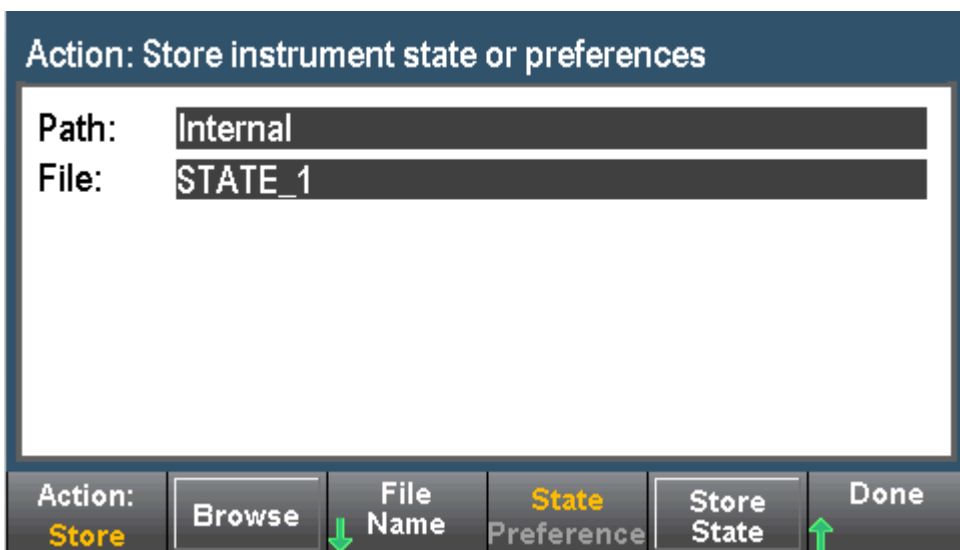 Action: Store instrument state or preferences
Path: Internal
File: STATE_1
Action:
Store
Browse
File
Name
State
Preference
Store
State
Done